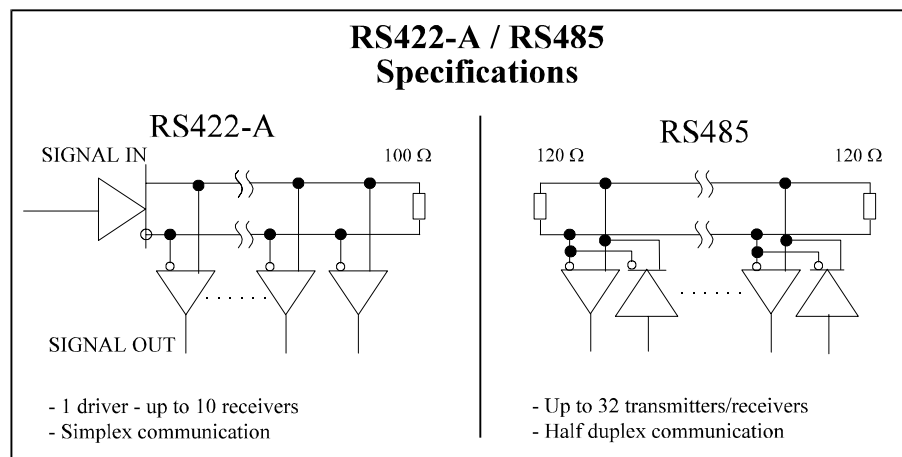 RS422-A / RS485
Specifications
RS422-A
SIGNAL IN
100 Ω
SIGNAL OUT
- 1 driver - up to 10 receivers
- Simplex communication
RS485
120 Ω
120 Ω
- Up to 32 transmitters/receivers
- Half duplex communication